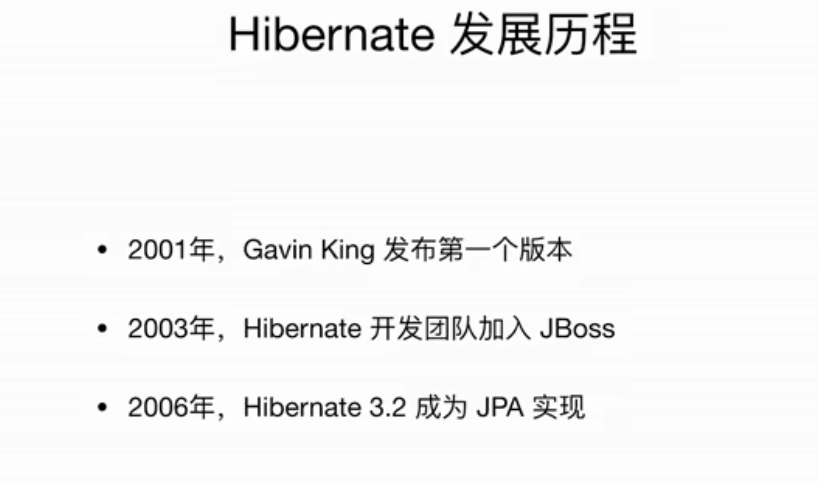 Hibernate 发展历程
• 2001年，Gavin King 发布第一个版本
• 2003年，Hibernate 开发团队加入 JBoss
• 2006年，Hibernate 3.2 成为 JPA 实现